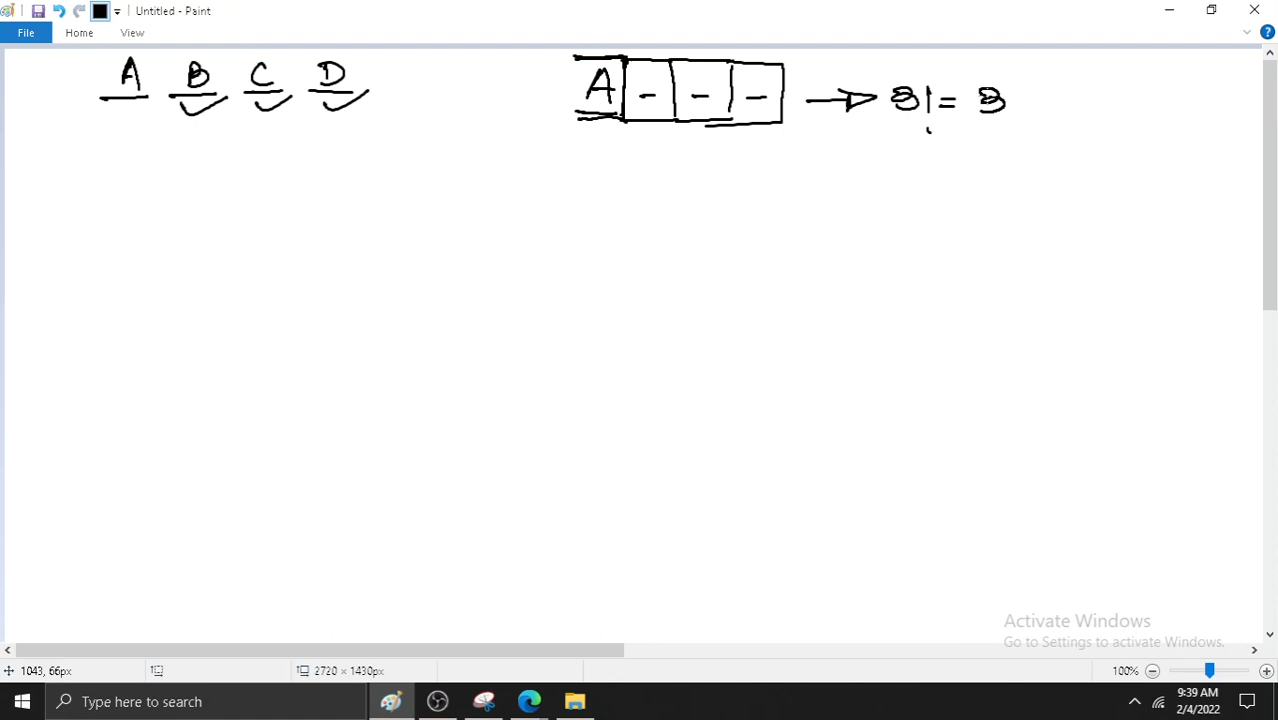 Untitled - Paint
File Home View
A B C D
A - - - → 3! = 3
Activate Windows
Go to Settings to activate Windows.
1043, 66px
2720 × 1430px
100%
Type here to search
9:39 AM
2/4/2022